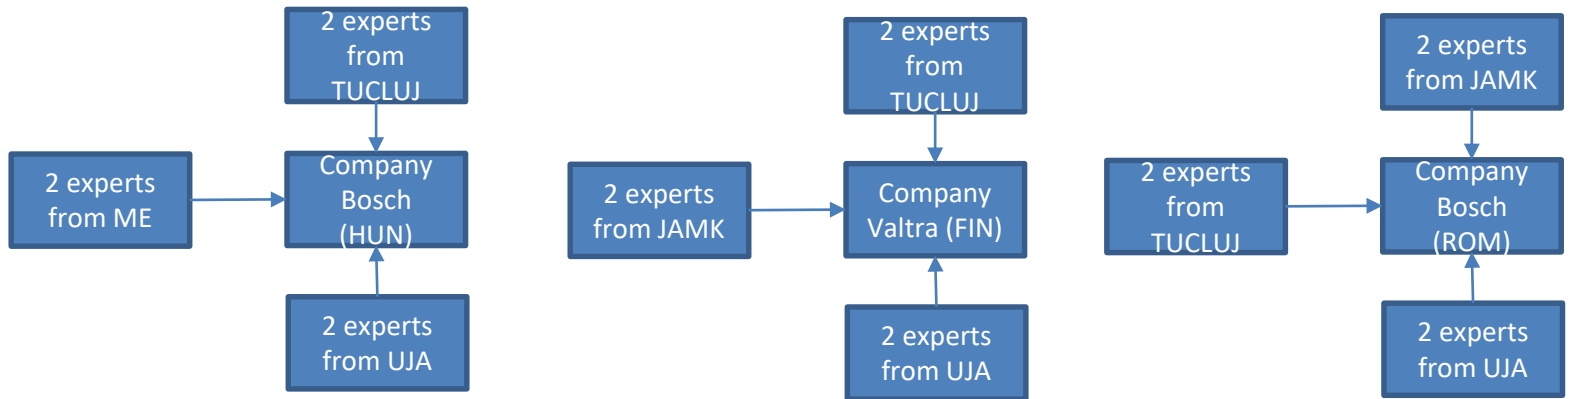 2 experts
from
TUCLUJ
2 experts
from ME
Company
Bosch
(HUN)
2 experts
from UJA
2 experts
from
TUCLUJ
2 experts
from JAMK
Company
Valtra (FIN)
2 experts
from UJA
2 experts
from JAMK
2 experts
from
TUCLUJ
Company
Bosch
(ROM)
2 experts
from UJA